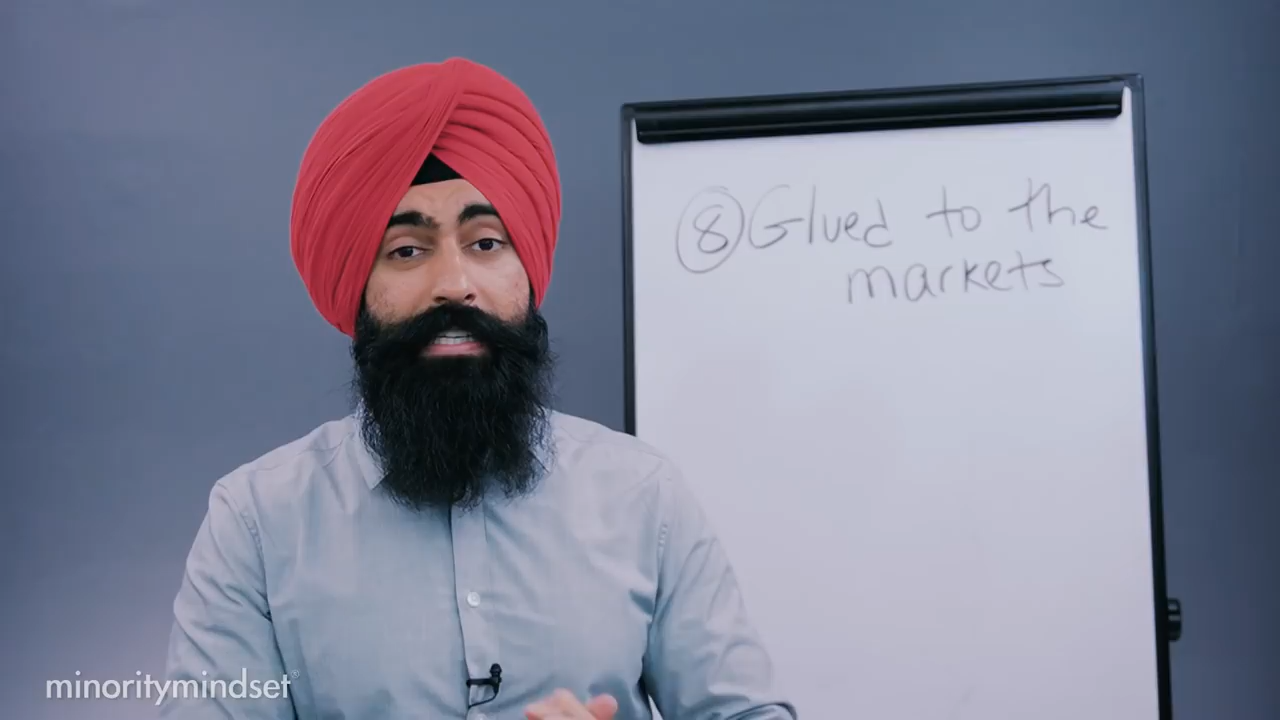 ⑧ Glued to the
markets
minoritymindset®